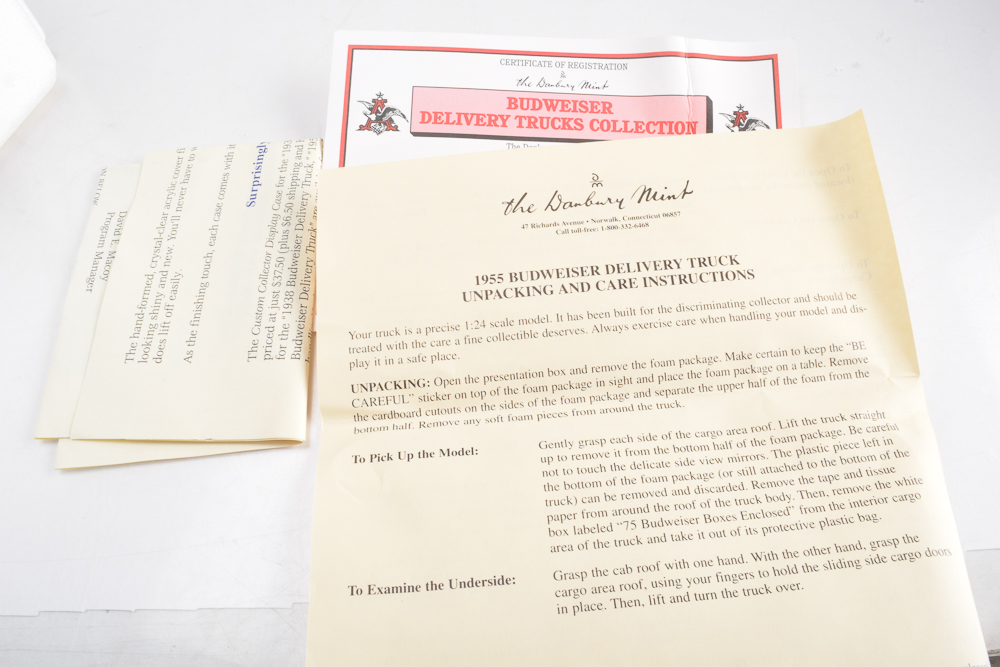 CERTIFICATE OF REGISTRATION
the Danbury Mint
BUDWEISER
DELIVERY TRUCKS COLLECTION
The
the Danbury Mint
47 Richards Avenue • Norwalk, Connecticut 06857
Call toll-free: 1-800-332-6468
1955 BUDWEISER DELIVERY TRUCK
UNPACKING AND CARE INSTRUCTIONS
Your truck is a precise 1:24 scale model. It has been built for the discriminating collector and should be
treated with the care a fine collectible deserves. Always exercise care when handling your model and dis-
play it in a safe place.
UNPACKING: Open the presentation box and remove the foam package. Make certain to keep the "BE
CAREFUL" sticker on top of the foam package in sight and place the foam package on a table. Remove
the cardboard cutouts on the sides of the foam package and separate the upper half of the foam from the
bottom half. Remove any soft foam pieces from around the truck.
To Pick Up the Model:
Gently grasp each side of the cargo area roof. Lift the truck straight
up to remove it from the bottom half of the foam package. Be careful
not to touch the delicate side view mirrors. The plastic piece left in
the bottom of the foam package (or still attached to the bottom of the
truck) can be removed and discarded. Remove the tape and tissue
paper from around the roof of the truck body. Then, remove the white
box labeled "75 Budweiser Boxes Enclosed" from the interior cargo
area of the truck and take it out of its protective plastic bag.
To Examine the Underside:
Grasp the cab roof with one hand. With the other hand, grasp the
cargo area roof, using your fingers to hold the sliding side cargo doors
in place. Then, lift and turn the truck over.
David E. Macoy
Program Manager
The hand-formed, crystal-clear acrylic cover fi
looking shiny and new. You'll never have to
does lift off easily.
As the finishing touch, each case comes with it
Surprisingly
The Custom Collector Display Case for the "193
priced at just $37.50 (plus $6.50 shipping and
for the "1938 Budweiser Delivery Truck," "19
Budweiser Delivery Truck" are